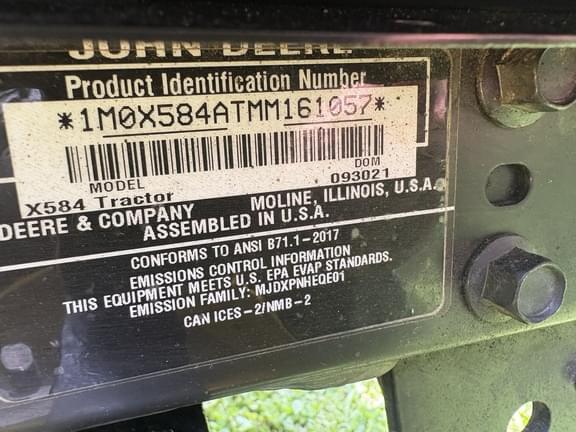 JOHN DEERE
Product Identification Number
*1M0X584ATMM161057*
MODEL DOM
X584 Tractor 093021
DEERE & COMPANY MOLINE, ILLINOIS, U.S.A.
ASSEMBLED IN U.S.A.
CONFORMS TO ANSI B71.1-2017
EMISSIONS CONTROL INFORMATION
THIS EQUIPMENT MEETS U.S. EPA EVAP STANDARDS.
EMISSION FAMILY: MJDXPNHEQE01
CAN ICES-2/NMB-2